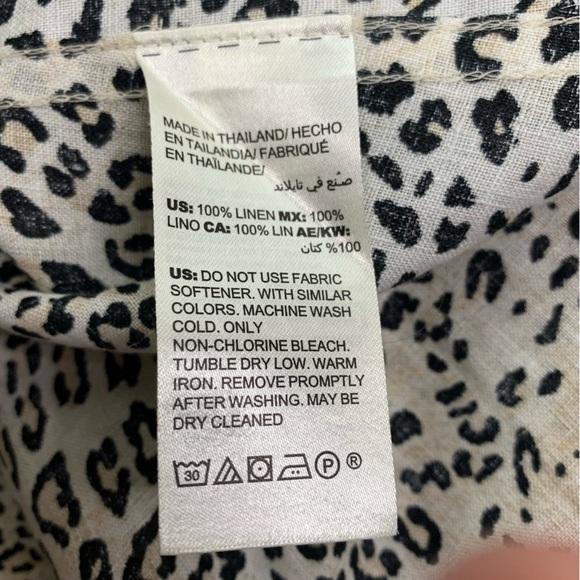 MADE IN THAILAND/ HECHO
EN TAILANDIA/ FABRIQUÉ
EN THAÏLANDE/
صنع في تايلاند
US: 100% LINEN MX: 100%
LINO CA: 100% LIN AE/KW:
100% كتان
US: DO NOT USE FABRIC
SOFTENER. WITH SIMILAR
COLORS. MACHINE WASH
COLD. ONLY
NON-CHLORINE BLEACH.
TUMBLE DRY LOW. WARM
IRON. REMOVE PROMPTLY
AFTER WASHING. MAY BE
DRY CLEANED
30 P ®